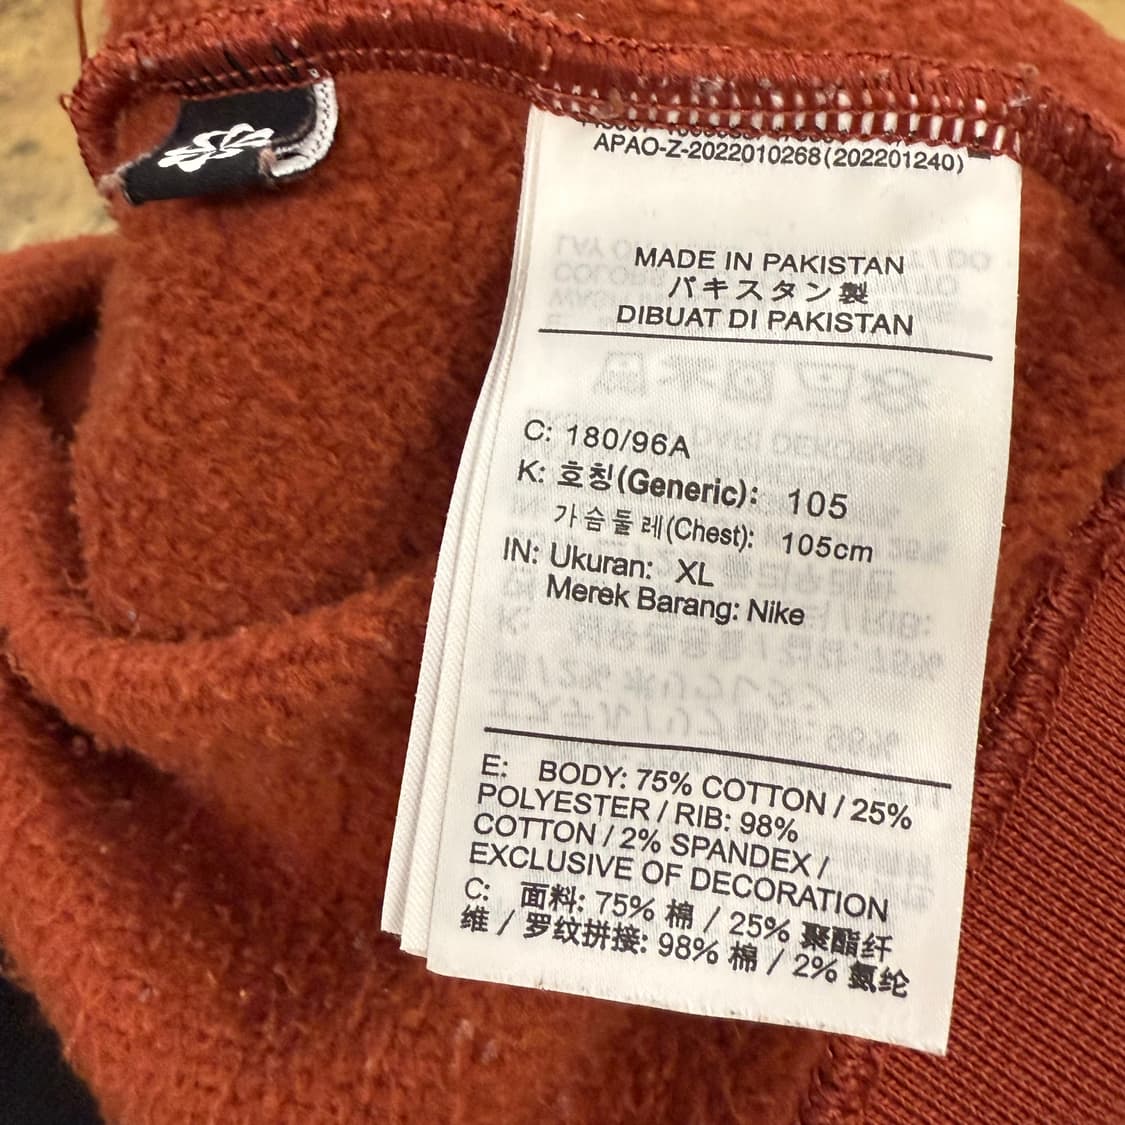 APAO-Z-2022010268(202201240)
MADE IN PAKISTAN
パキスタン製
DIBUAT DI PAKISTAN
C: 180/96A
K: 호칭(Generic): 105
가슴둘레(Chest): 105cm
IN: Ukuran: XL
Merek Barang: Nike
E: BODY: 75% COTTON / 25%
POLYESTER / RIB: 98%
COTTON / 2% SPANDEX /
EXCLUSIVE OF DECORATION
C: 面料: 75% 棉 / 25% 聚酯纤
维 / 罗纹拼接: 98% 棉 / 2% 氨纶